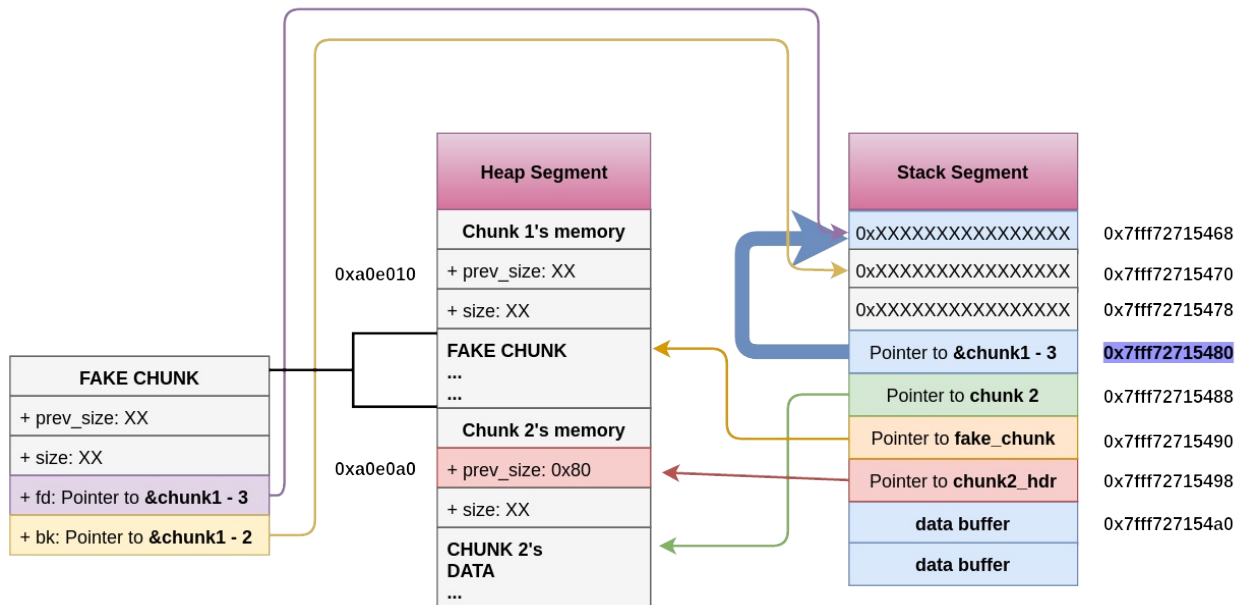 FAKE CHUNK
+ prev_size: XX
+ size: XX
+ fd: Pointer to &chunk1 - 3
+ bk: Pointer to &chunk1 - 2
Heap Segment
Chunk 1's memory
0xa0e010
+ prev_size: XX
+ size: XX
FAKE CHUNK
...
...
Chunk 2's memory
0xa0e0a0
+ prev_size: 0x80
+ size: XX
CHUNK 2's
DATA
...
Stack Segment
0xXXXXXXXXXXXXXXXX 0x7fff72715468
0xXXXXXXXXXXXXXXXX 0x7fff72715470
0xXXXXXXXXXXXXXXXX 0x7fff72715478
Pointer to &chunk1 - 3 0x7fff72715480
Pointer to chunk 2 0x7fff72715488
Pointer to fake_chunk 0x7fff72715490
Pointer to chunk2_hdr 0x7fff72715498
data buffer 0x7fff727154a0
data buffer